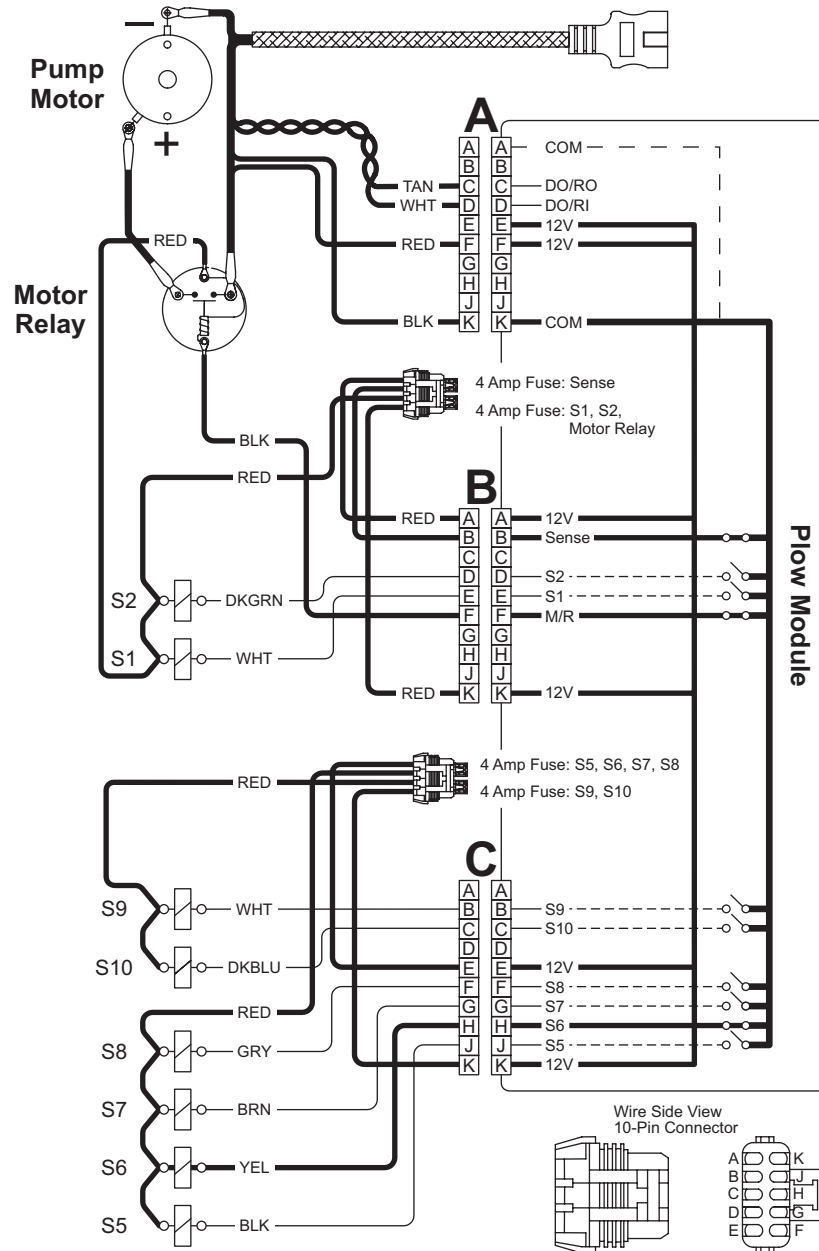 −
Pump
Motor
+
A
A A COM
B B
TAN C C DO/RO
WHT D D DO/RI
E E 12V
RED F F 12V
G G
H H
J J
BLK K K COM
RED
Motor
Relay
4 Amp Fuse: Sense
4 Amp Fuse: S1, S2,
Motor Relay
BLK
RED
B
RED A A 12V
B B Sense
C C
D D S2
E E S1
F F M/R
G G
H H
J J
RED K K 12V
S2 DKGRN
S1 WHT
Plow Module
4 Amp Fuse: S5, S6, S7, S8
4 Amp Fuse: S9, S10
RED
C
A A
B B S9
C C S10
D D
E E 12V
F F S8
G G S7
H H S6
J J S5
K K 12V
S9 WHT
S10 DKBLU
RED
S8 GRY
S7 BRN
S6 YEL
S5 BLK
Wire Side View
10-Pin Connector
A K
B J
C H
D G
E F